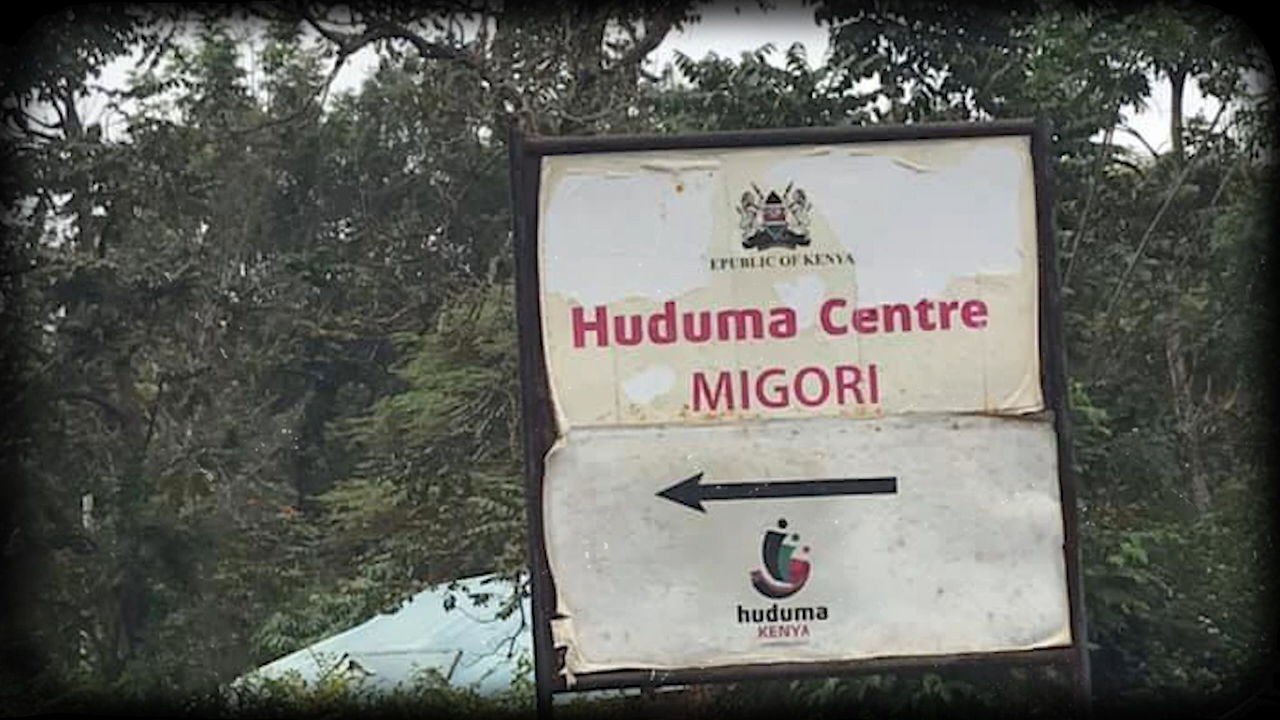 EPUBLIC OF KENYA
Huduma Centre
MIGORI
huduma
KENYA